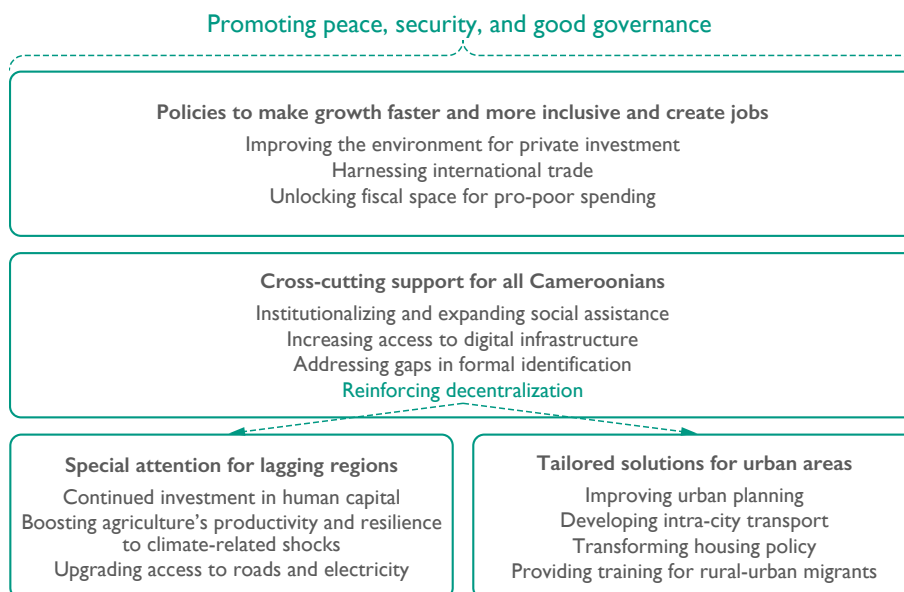 Promoting peace, security, and good governance
Policies to make growth faster and more inclusive and create jobs
Improving the environment for private investment
Harnessing international trade
Unlocking fiscal space for pro-poor spending
Cross-cutting support for all Cameroonians
Institutionalizing and expanding social assistance
Increasing access to digital infrastructure
Addressing gaps in formal identification
Reinforcing decentralization
Special attention for lagging regions
Continued investment in human capital
Boosting agriculture's productivity and resilience
to climate-related shocks
Upgrading access to roads and electricity
Tailored solutions for urban areas
Improving urban planning
Developing intra-city transport
Transforming housing policy
Providing training for rural-urban migrants